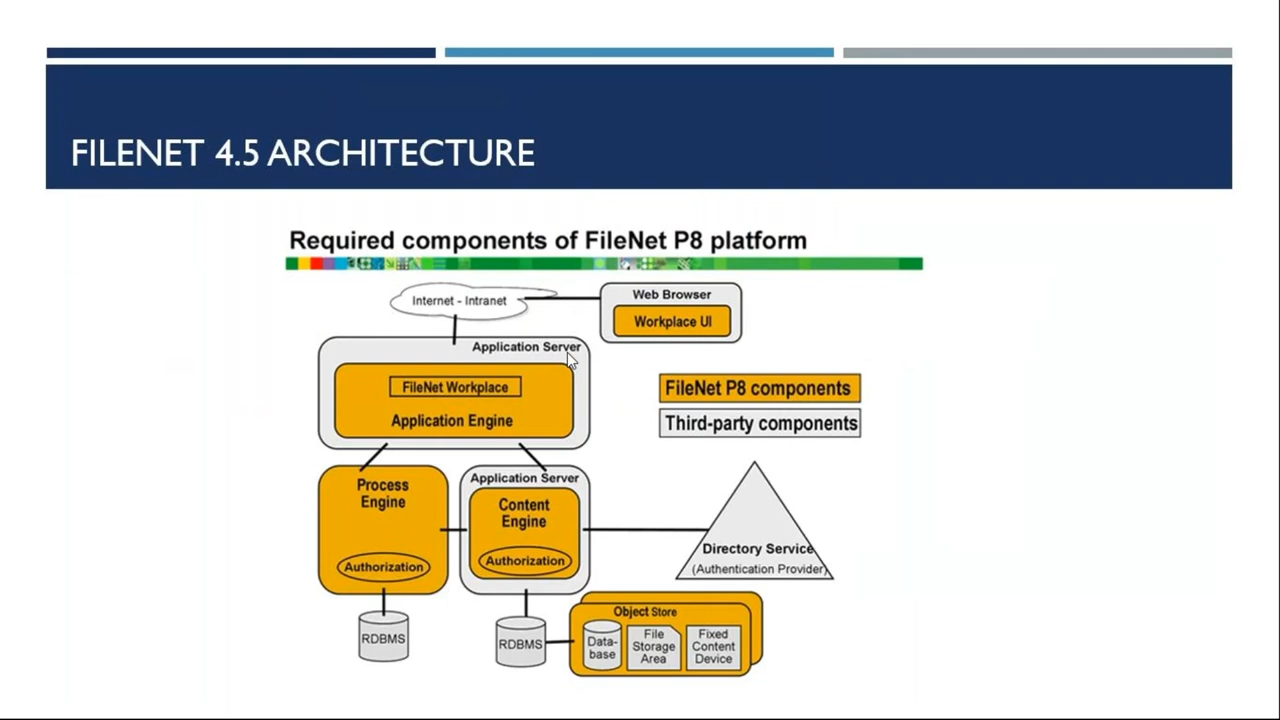 FILENET 4.5 ARCHITECTURE
Required components of FileNet P8 platform
Internet - Intranet
Web Browser
Workplace UI
Application Server
FileNet Workplace
Application Engine
FileNet P8 components
Third-party components
Process
Engine
Authorization
Application Server
Content
Engine
Authorization
Directory Service
(Authentication Provider)
RDBMS
RDBMS
Object Store
Data-
base
File
Storage
Area
Fixed
Content
Device